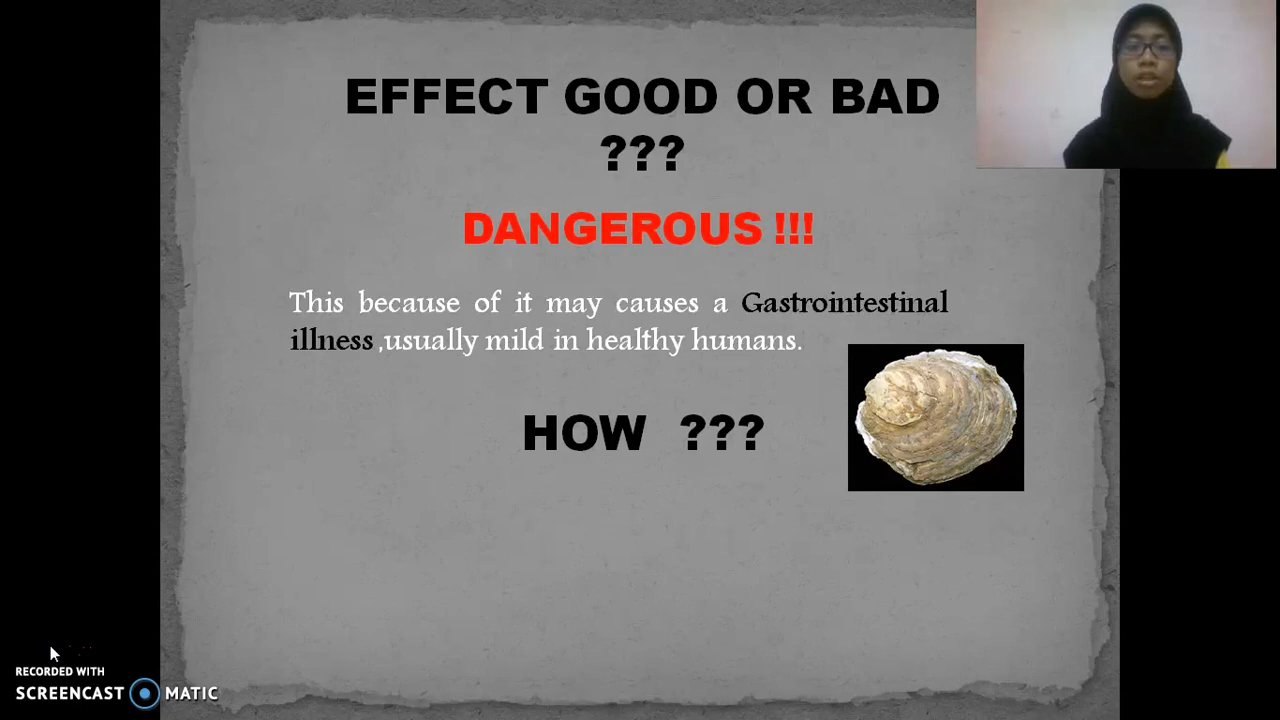 EFFECT GOOD OR BAD
???
DANGEROUS !!!
This because of it may causes a Gastrointestinal
illness ,usually mild in healthy humans.
HOW ???
RECORDED WITH
SCREENCAST MATIC